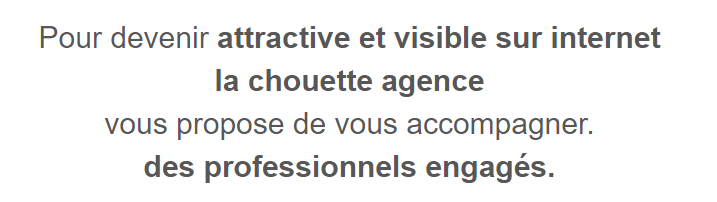 Pour devenir attractive et visible sur internet
la chouette agence
vous propose de vous accompagner.
des professionnels engagés.